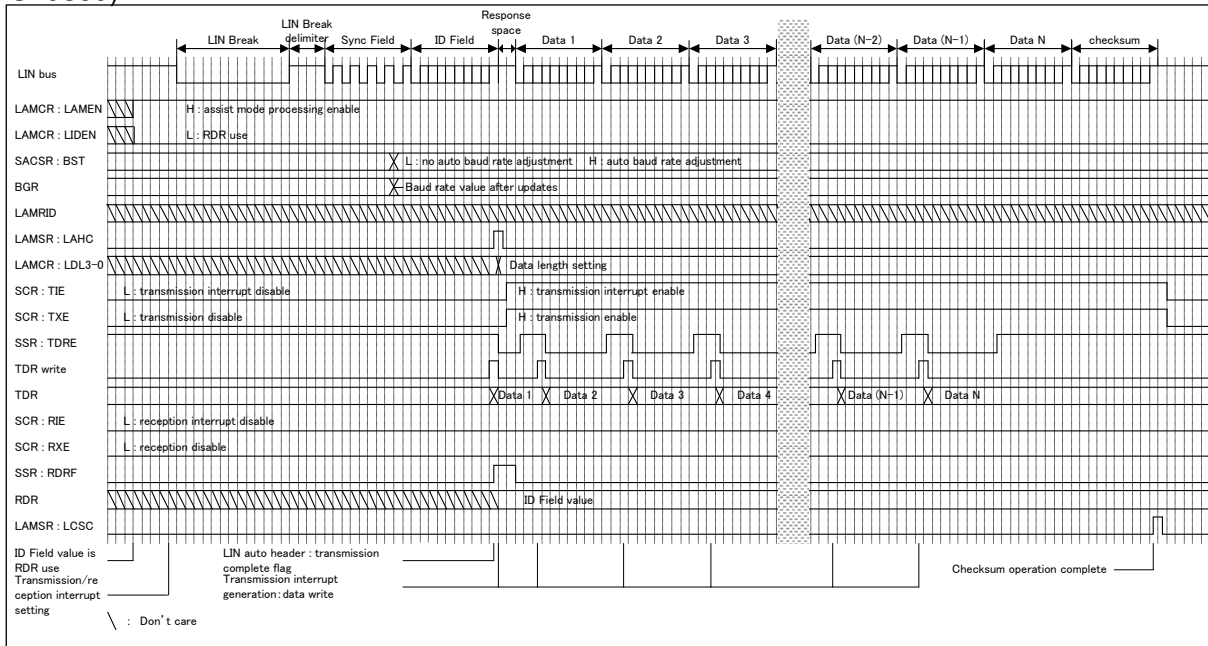 Response
space
LIN Break
delimiter
LIN Break
Sync Field
ID Field
Data 1
Data 2
Data 3
Data (N-2)
Data (N-1)
Data N
checksum
LIN bus
LAMCR : LAMEN
H : assist mode processing enable
LAMCR : LIDEN
L : RDR use
SACSR : BST
L : no auto baud rate adjustment H : auto baud rate adjustment
BGR
Baud rate value after updates
LAMRID
LAMSR : LAHC
LAMCR : LDL3-0
Data length setting
SCR : TIE
L : transmission interrupt disable
H : transmission interrupt enable
SCR : TXE
L : transmission disable
H : transmission enable
SSR : TDRE
TDR write
TDR
Data 1
Data 2
Data 3
Data 4
Data (N-1)
Data N
SCR : RIE
L : reception interrupt disable
SCR : RXE
L : reception disable
SSR : RDRF
RDR
ID Field value
LAMSR : LCSC
ID Field value is
RDR use
Transmission/re
ception interrupt
setting
LIN auto header : transmission
complete flag
Transmission interrupt
generation: data write
Checksum operation complete
\ : Don't care